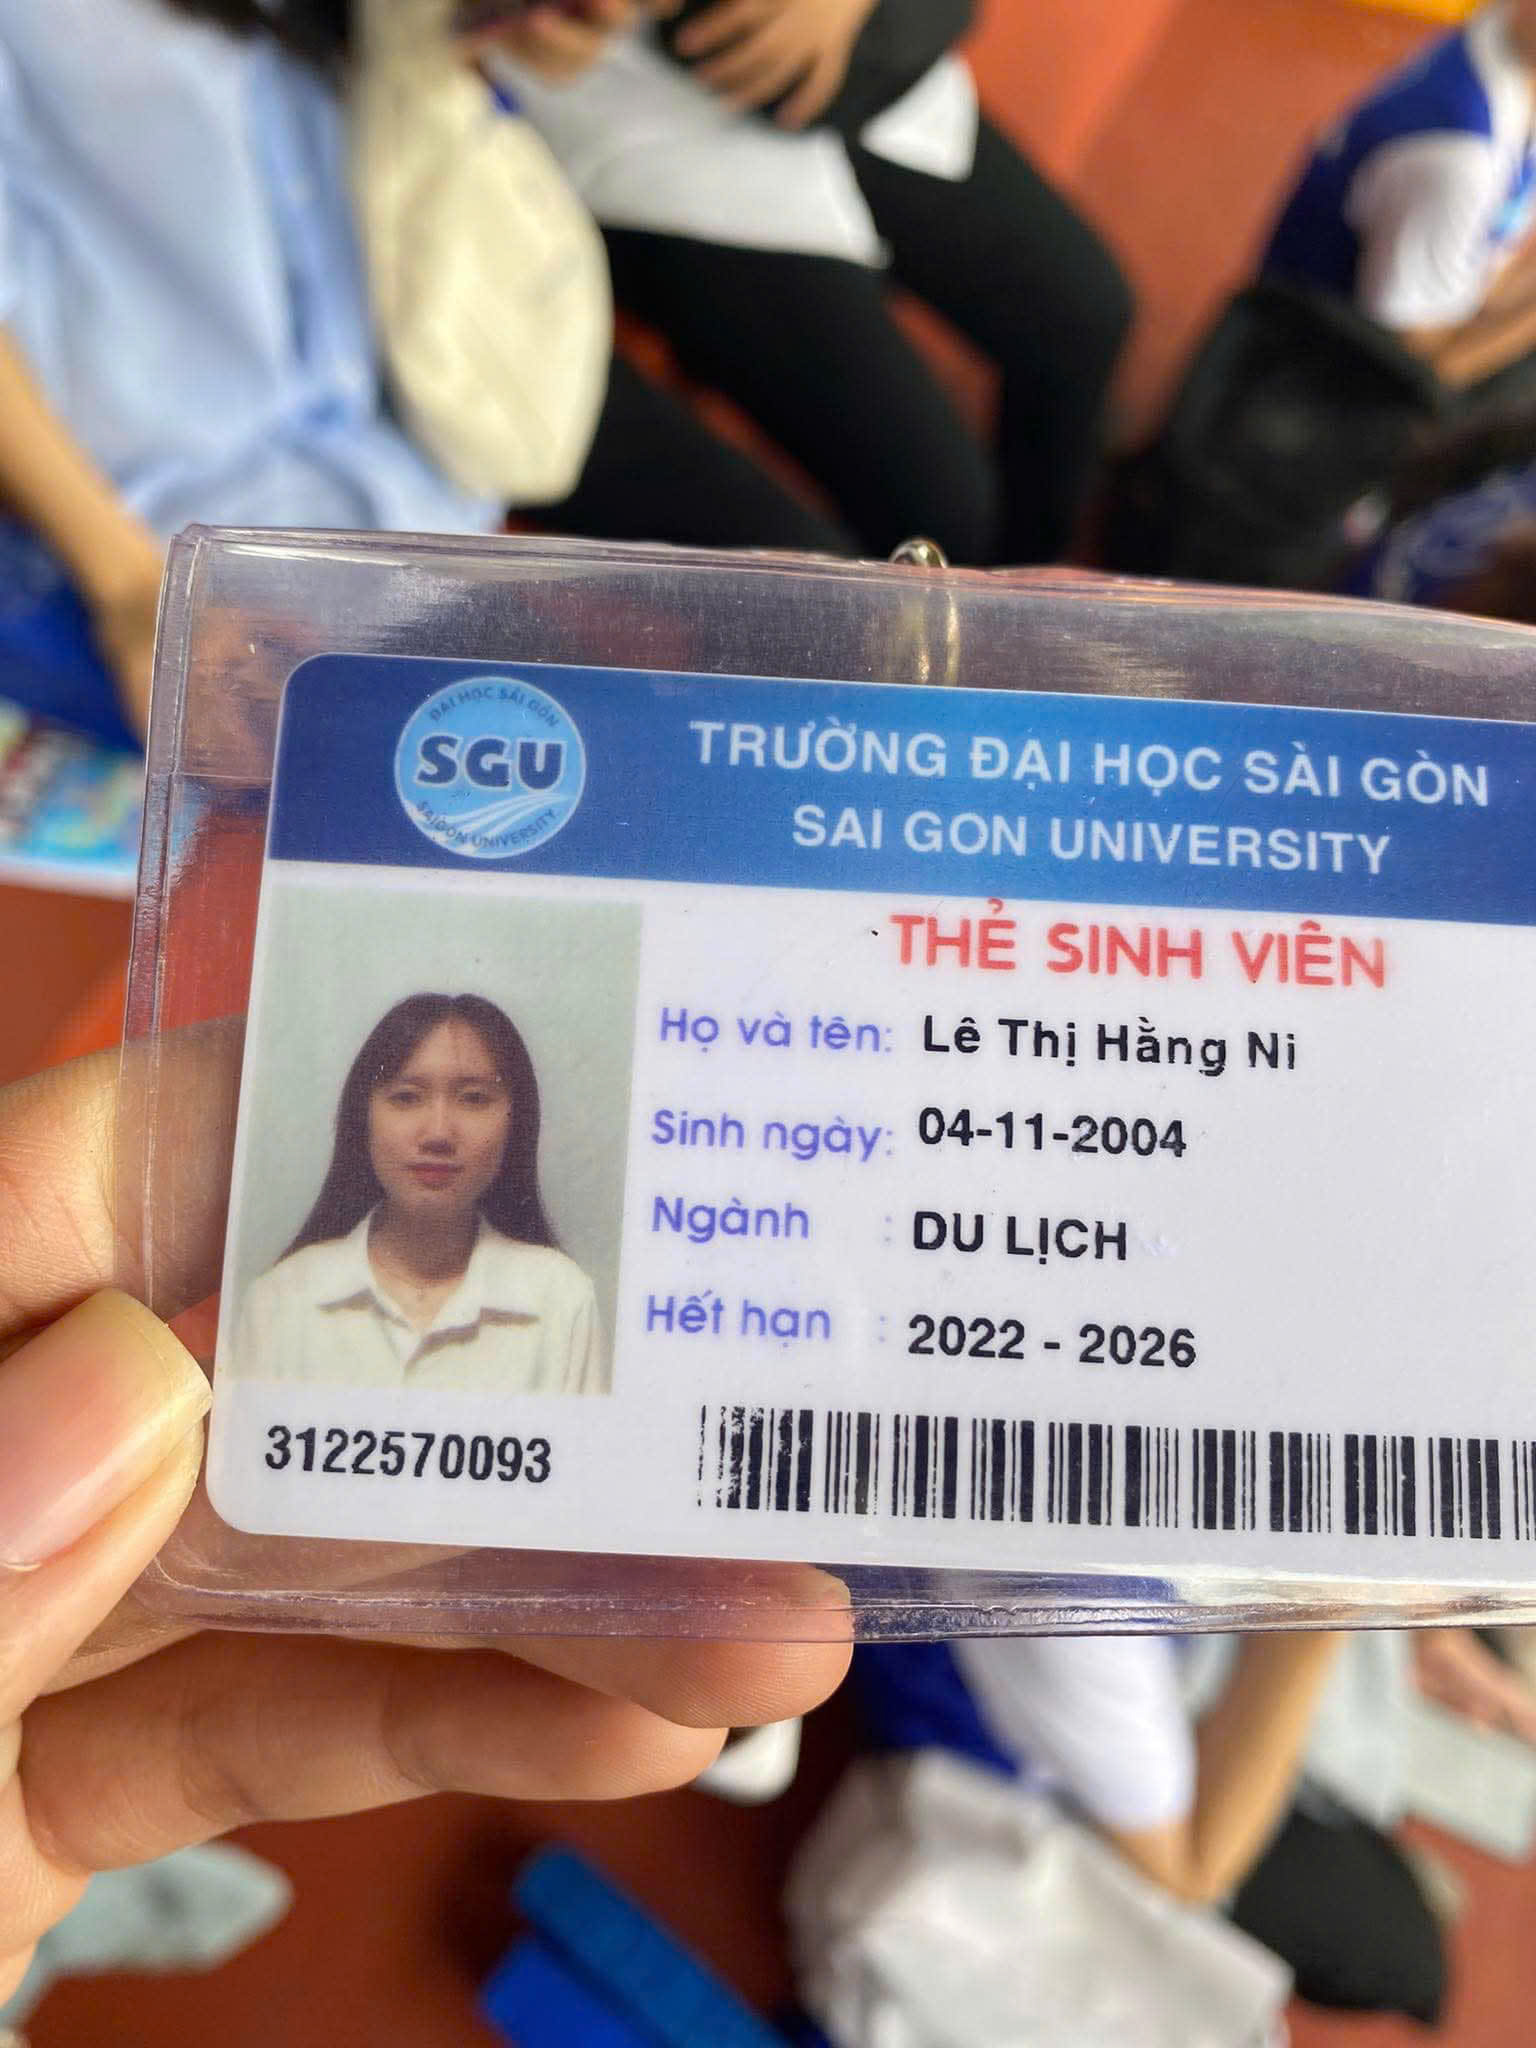 ĐẠI HỌC SÀI GÒN
SGU
SAIGON UNIVERSITY
TRƯỜNG ĐẠI HỌC SÀI GÒN
SAI GON UNIVERSITY
THẺ SINH VIÊN
Họ và tên: Lê Thị Hằng Ni
Sinh ngày: 04-11-2004
Ngành : DU LỊCH
Hết hạn : 2022 - 2026
3122570093